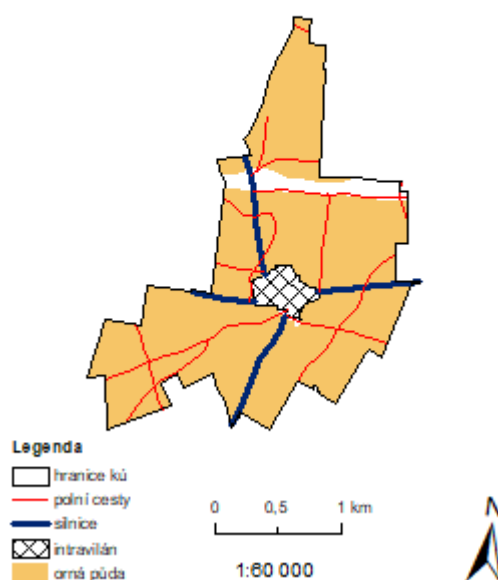 Legenda
hranice kú
polní cesty
silnice
intravilán
orná půda
0 0,5 1 km
1:60 000
N